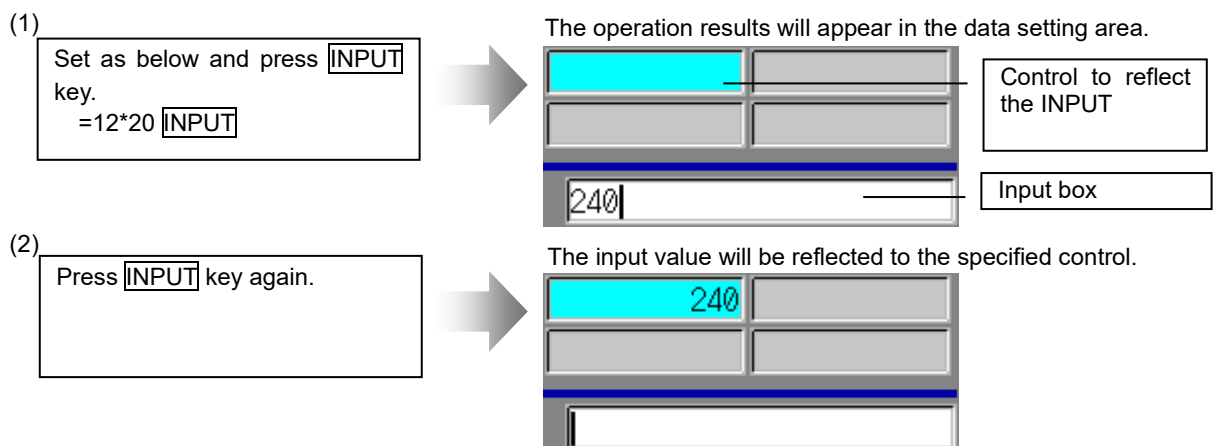 (1)
Set as below and press INPUT
key.
=12*20 INPUT
The operation results will appear in the data setting area.
Control to reflect
the INPUT
240
Input box
(2)
Press INPUT key again.
The input value will be reflected to the specified control.
240